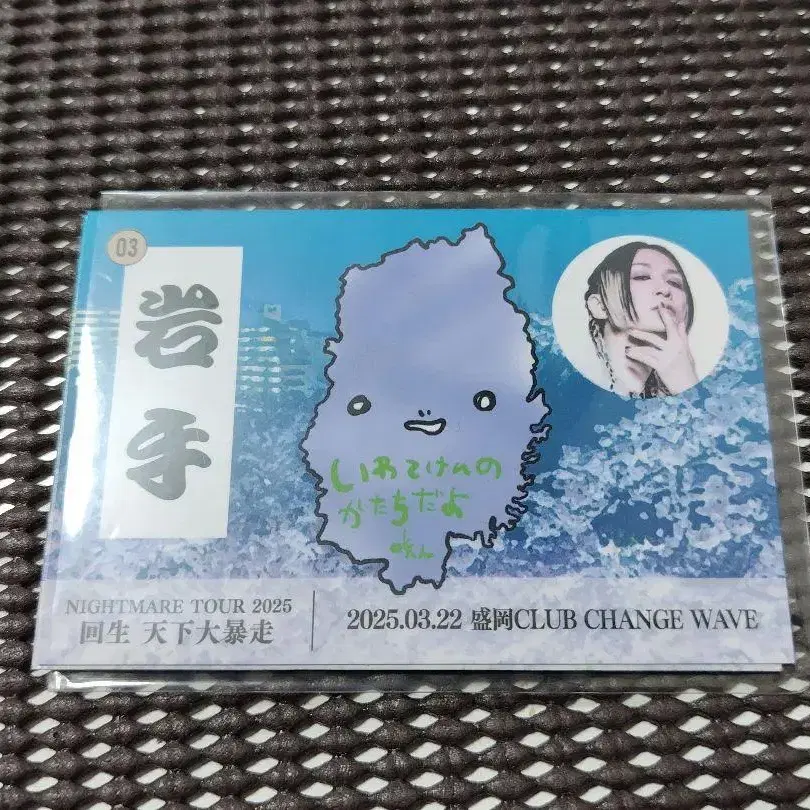 03
岩手
いわてけんの
かたちだよ
NIGHTMARE TOUR 2025
回生 天下大暴走
2025.03.22 盛岡CLUB CHANGE WAVE